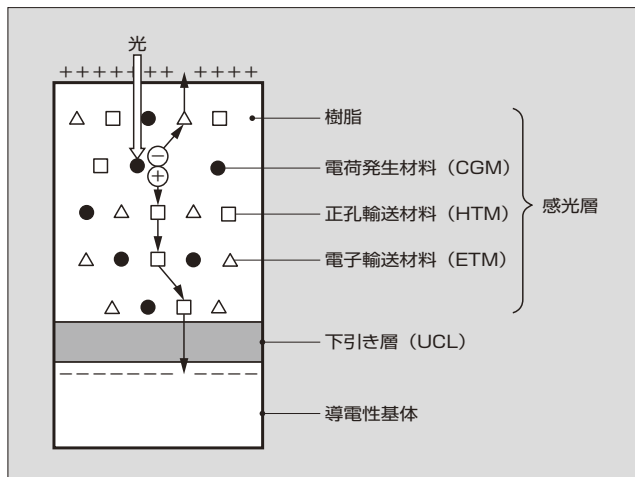 光
樹脂
電荷発生材料（CGM）
正孔輸送材料（HTM）
感光層
電子輸送材料（ETM）
下引き層（UCL）
導電性基体